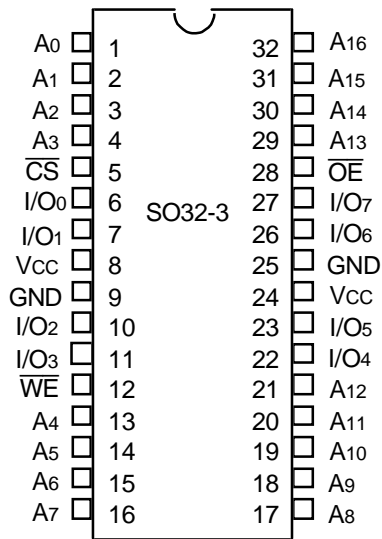 A0 1 32 A16
A1 2 31 A15
A2 3 30 A14
A3 4 29 A13
CS 5 28 OE
I/O0 6 SO32-3 27 I/O7
I/O1 7 26 I/O6
VCC 8 25 GND
GND 9 24 VCC
I/O2 10 23 I/O5
I/O3 11 22 I/O4
WE 12 21 A12
A4 13 20 A11
A5 14 19 A10
A6 15 18 A9
A7 16 17 A8